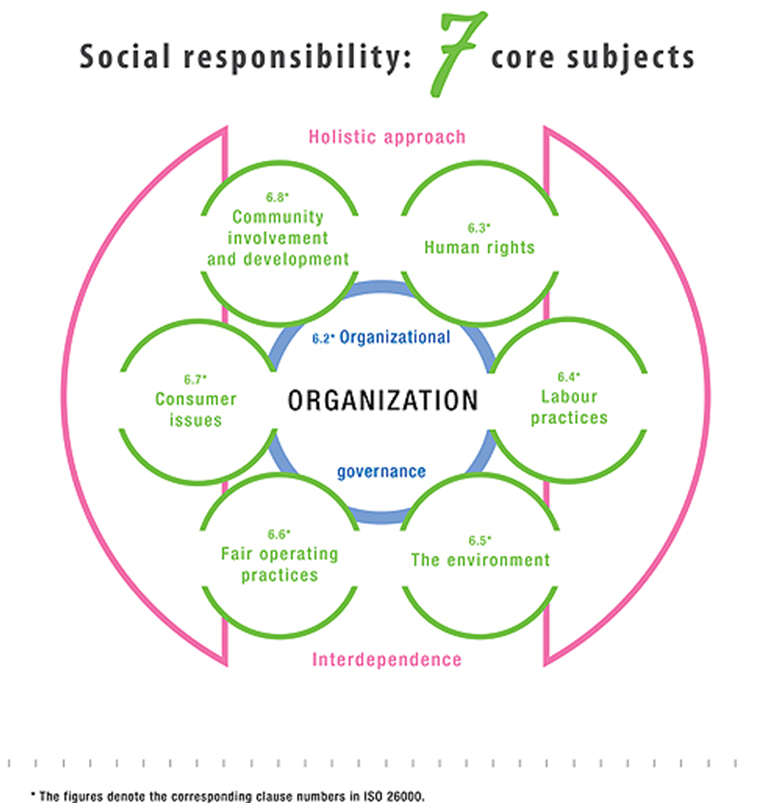 Social responsibility: 7 core subjects
Holistic approach
6.8*
Community
involvement
and development
6.3*
Human rights
6.2* Organizational
6.7*
Consumer
issues
ORGANIZATION
6.4*
Labour
practices
governance
6.6*
Fair operating
practices
6.5*
The environment
Interdependence
* The figures denote the corresponding clause numbers in ISO 26000.